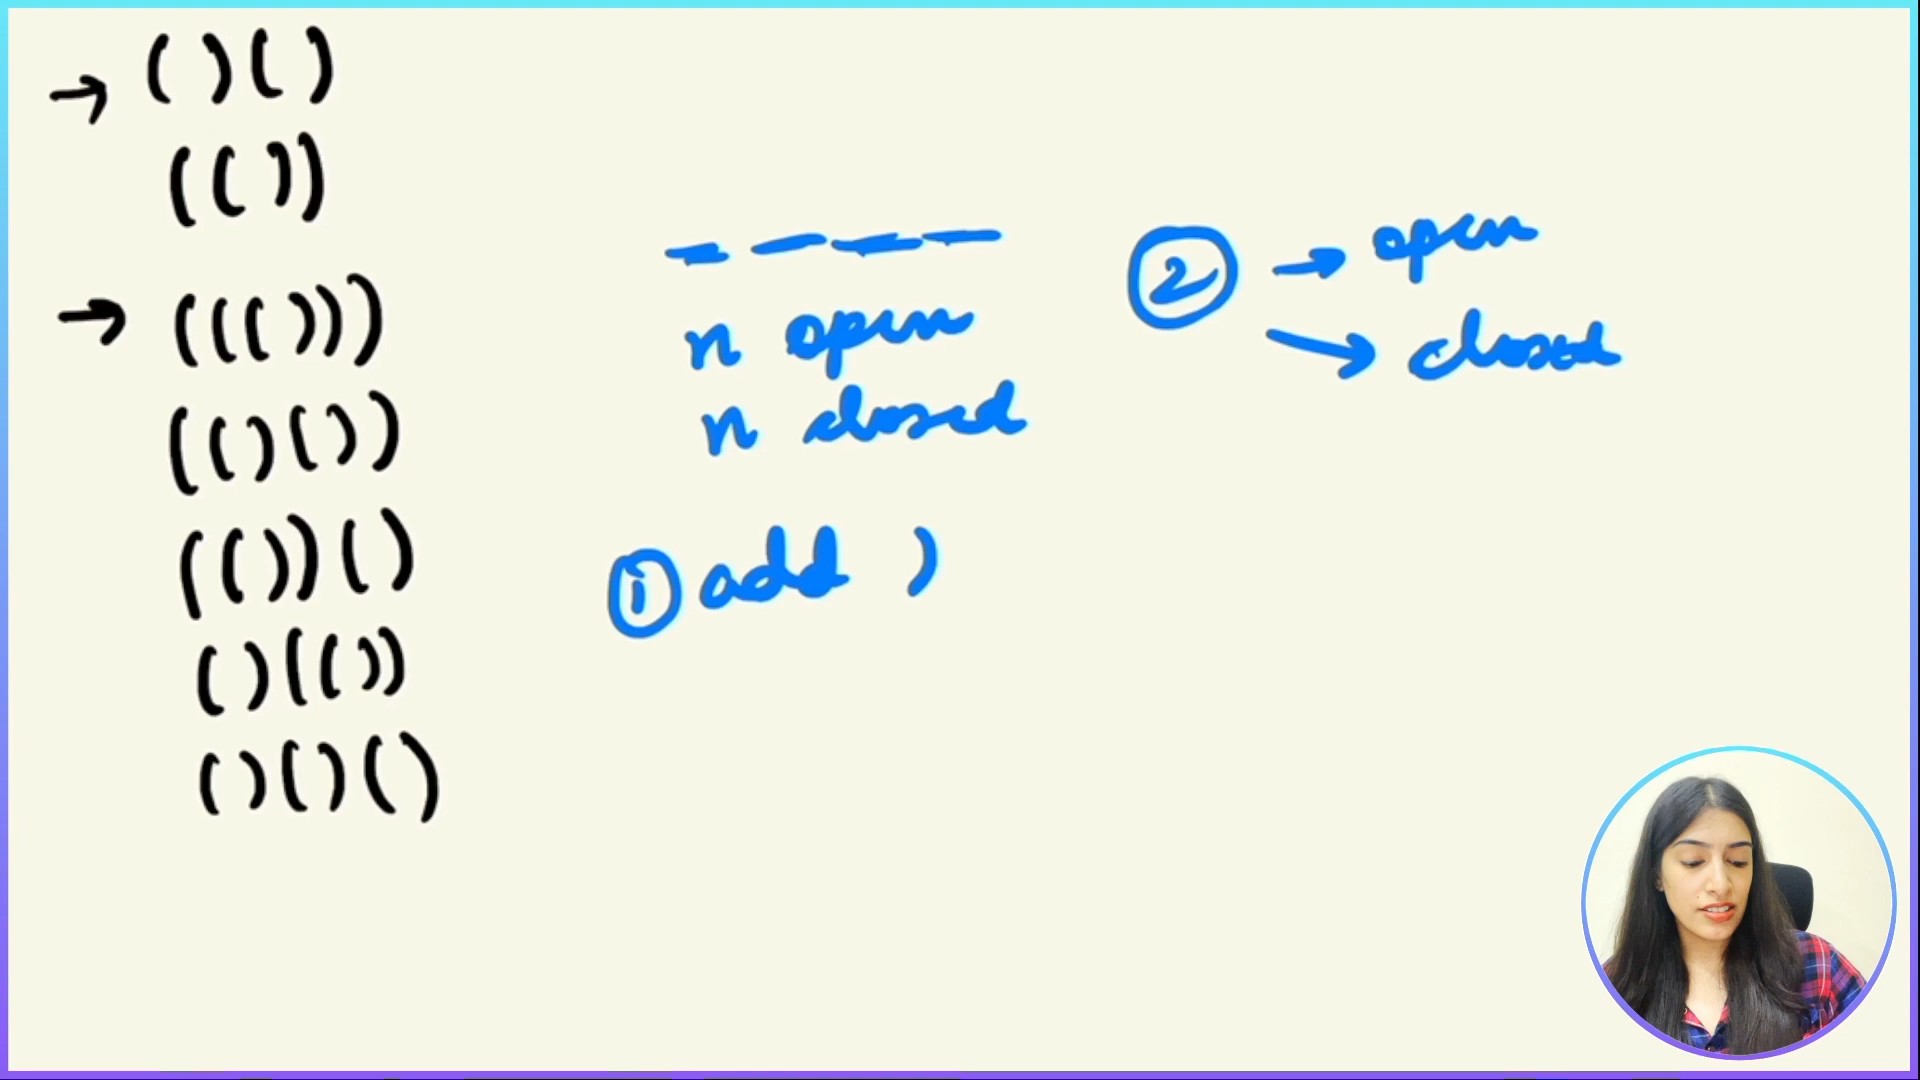 → ( ) ( )
( ( ) )
→ ( ( ( ) ) )
( ( ) ( ) )
( ( ) ) ( )
( ) ( ( ) )
( ) ( ) ( )
_ _ _ _
n open
n closed
① add )
② → open
→ closed